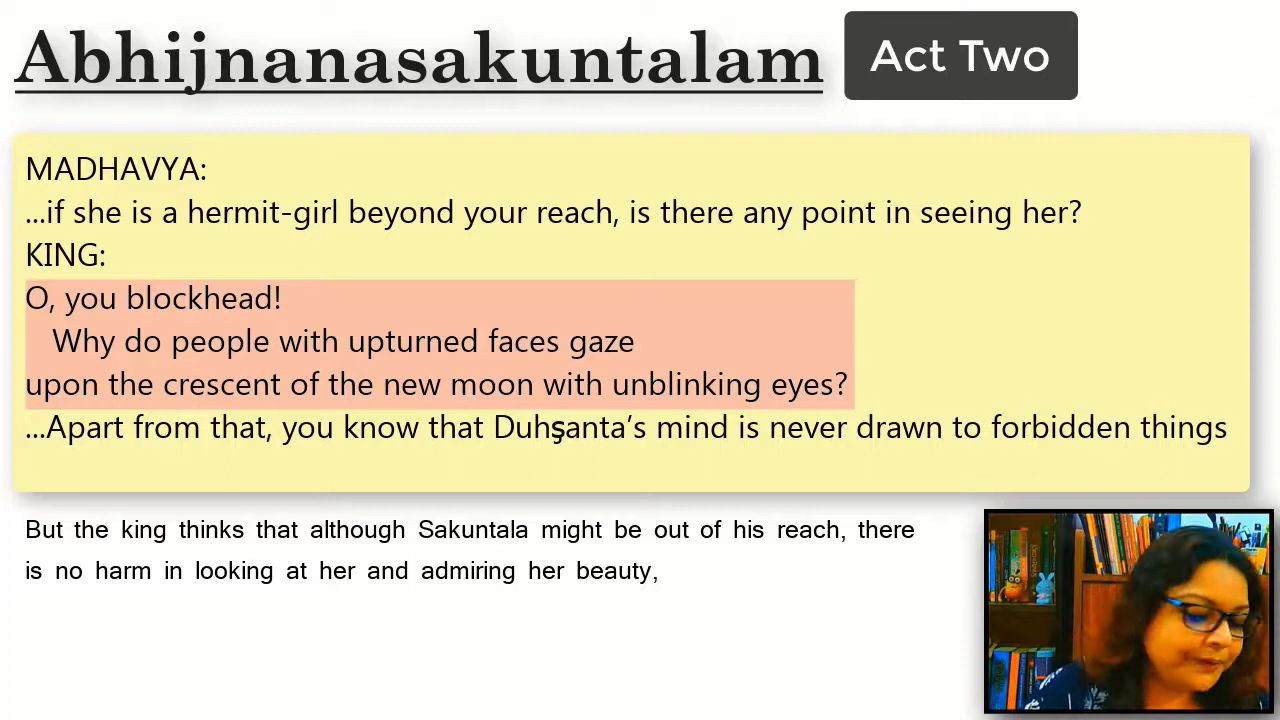 Abhijnanasakuntalam
Act Two
MADHAVYA:
...if she is a hermit-girl beyond your reach, is there any point in seeing her?
KING:
O, you blockhead!
Why do people with upturned faces gaze
upon the crescent of the new moon with unblinking eyes?
...Apart from that, you know that Duhşanta’s mind is never drawn to forbidden things
But the king thinks that although Sakuntala might be out of his reach, there
is no harm in looking at her and admiring her beauty,